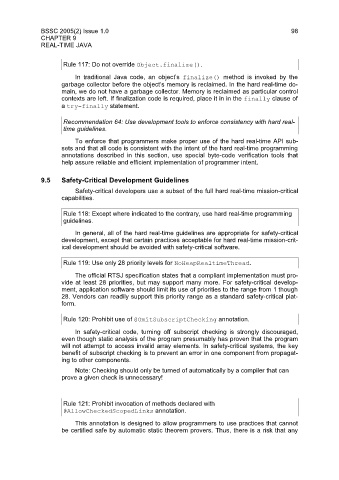 BSSC 2005(2) Issue 1.0 98
CHAPTER 9
REAL-TIME JAVA
Rule 117: Do not override Object.finalize().
In traditional Java code, an object's finalize() method is invoked by the
garbage collector before the object's memory is reclaimed. In the hard real-time do-
main, we do not have a garbage collector. Memory is reclaimed as particular control
contexts are left. If finalization code is required, place it in in the finally clause of
a try-finally statement.
Recommendation 64: Use development tools to enforce consistency with hard real-
time guidelines.
To enforce that programmers make proper use of the hard real-time API sub-
sets and that all code is consistent with the intent of the hard real-time programming
annotations described in this section, use special byte-code verification tools that
help assure reliable and efficient implementation of programmer intent.
9.5 Safety-Critical Development Guidelines
Safety-critical developers use a subset of the full hard real-time mission-critical
capabilities.
Rule 118: Except where indicated to the contrary, use hard real-time programming
guidelines.
In general, all of the hard real-time guidelines are appropriate for safety-critical
development, except that certain practices acceptable for hard real-time mission-crit-
ical development should be avoided with safety-critical software.
Rule 119: Use only 28 priority levels for NoHeapRealtimeThread.
The official RTSJ specification states that a compliant implementation must pro-
vide at least 28 priorities, but may support many more. For safety-critical develop-
ment, application software should limit its use of priorities to the range from 1 though
28. Vendors can readily support this priority range as a standard safety-critical plat-
form.
Rule 120: Prohibit use of @OmitSubscriptChecking annotation.
In safety-critical code, turning off subscript checking is strongly discouraged,
even though static analysis of the program presumably has proven that the program
will not attempt to access invalid array elements. In safety-critical systems, the key
benefit of subscript checking is to prevent an error in one component from propagat-
ing to other components.
Note: Checking should only be turned of automatically by a compiler that can
prove a given check is unnecessary!
Rule 121: Prohibit invocation of methods declared with
@AllowCheckedScopedLinks annotation.
This annotation is designed to allow programmers to use practices that cannot
be certified safe by automatic static theorem provers. Thus, there is a risk that any